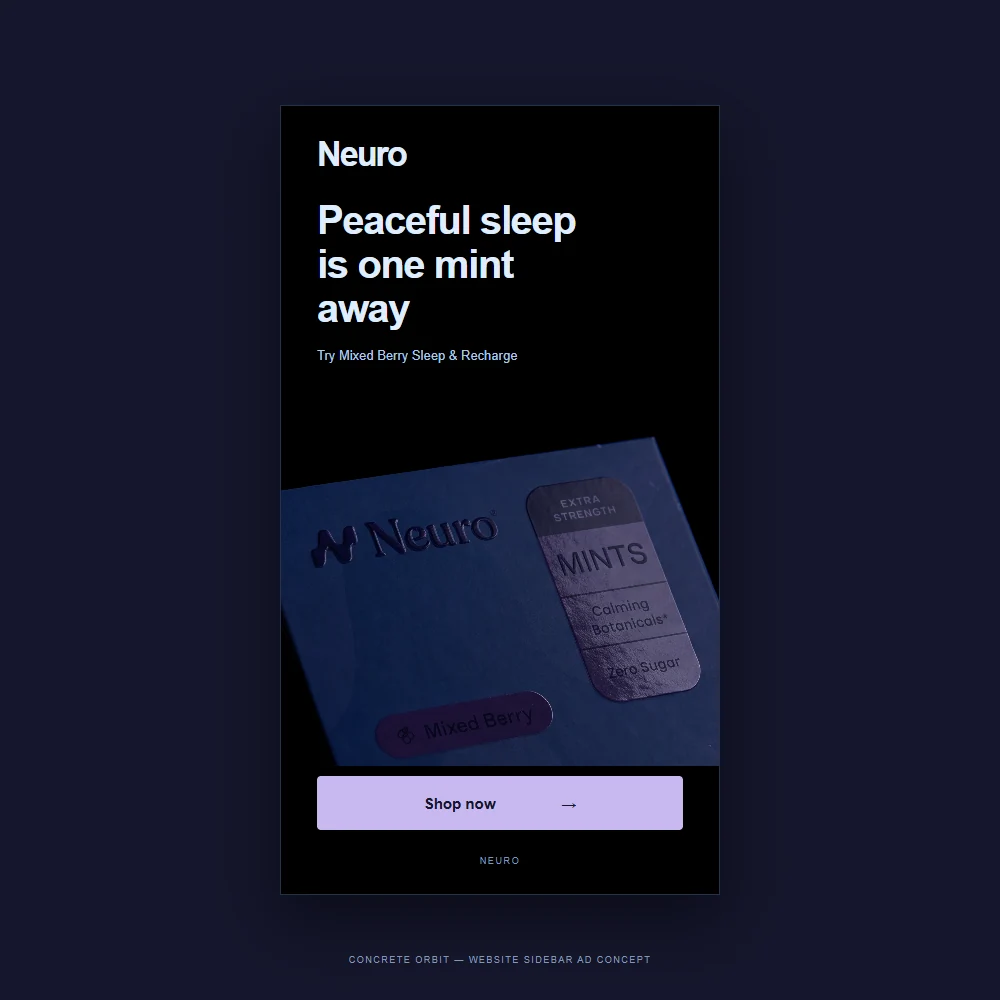 Neuro
Peaceful sleep
is one mint
away
Try Mixed Berry Sleep & Recharge
Neuro®
EXTRA
STRENGTH
MINTS
Calming
Botanicals*
Zero Sugar
Mixed Berry
Shop now →
NEURO
CONCRETE ORBIT — WEBSITE SIDEBAR AD CONCEPT